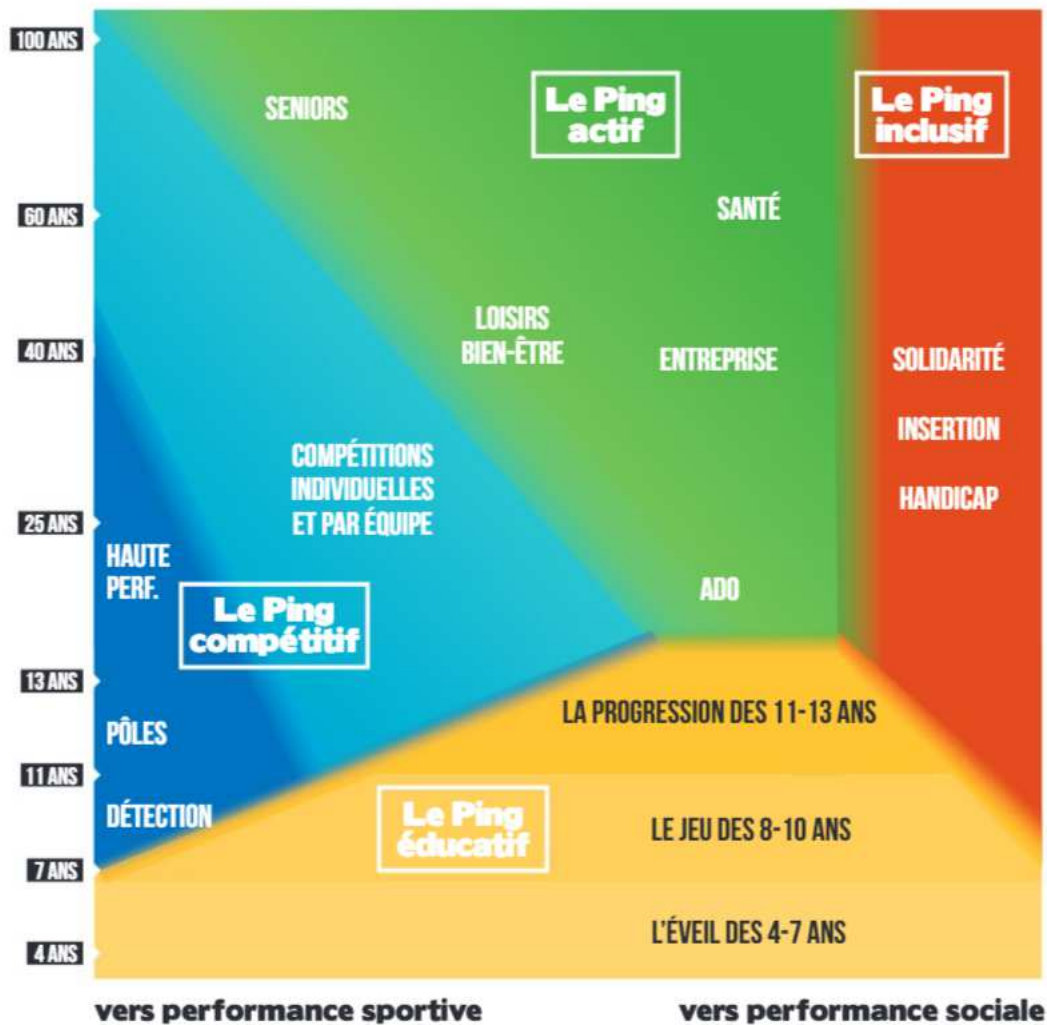 100 ANS
SENIORS
Le Ping
actif
Le Ping
inclusif
60 ANS
SANTÉ
LOISIRS
BIEN-ÊTRE
40 ANS
ENTREPRISE
SOLIDARITÉ
INSERTION
HANDICAP
COMPÉTITIONS
INDIVIDUELLES
ET PAR ÉQUIPE
25 ANS
HAUTE
PERF.
Le Ping
compétitif
ADO
13 ANS
LA PROGRESSION DES 11-13 ANS
PÔLES
11 ANS
DÉTECTION
Le Ping
éducatif
LE JEU DES 8-10 ANS
7 ANS
L'ÉVEIL DES 4-7 ANS
4 ANS
vers performance sportive
vers performance sociale